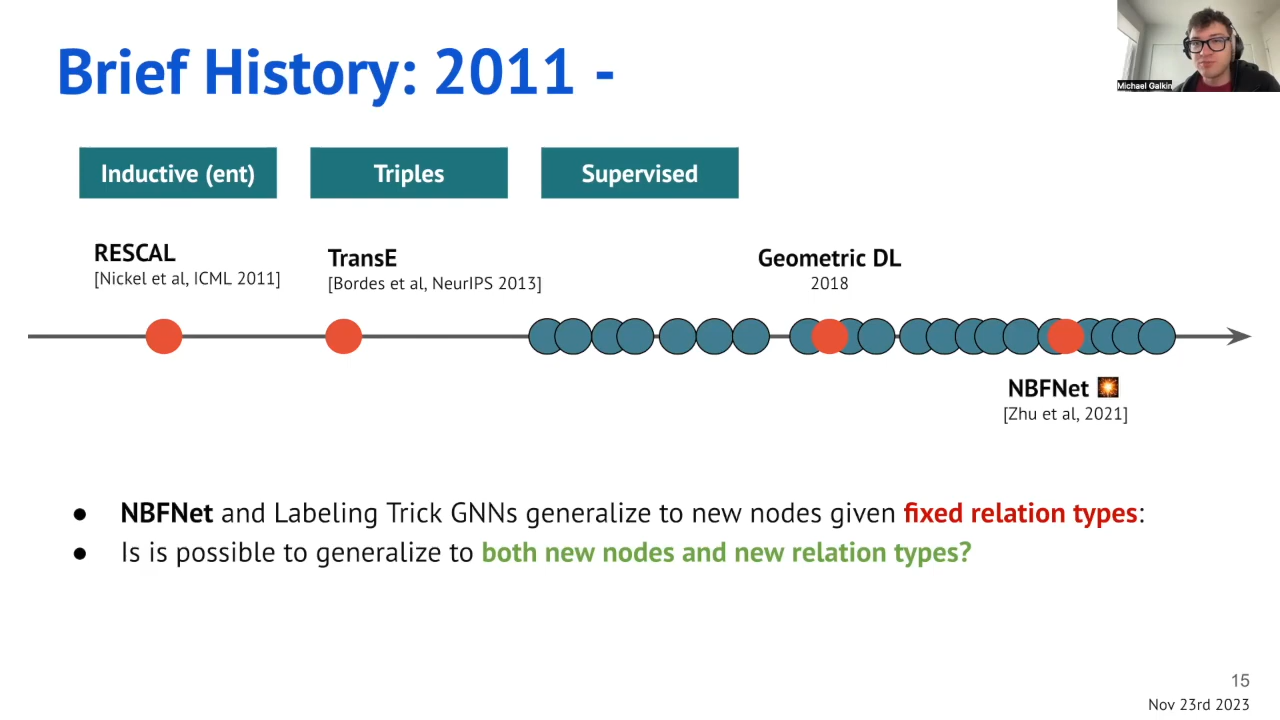 Brief History: 2011 -
Michael Galkin
Inductive (ent)
Triples
Supervised
RESCAL
[Nickel et al, ICML 2011]
TransE
[Bordes et al, NeurIPS 2013]
Geometric DL
2018
NBFNet
[Zhu et al, 2021]
● NBFNet and Labeling Trick GNNs generalize to new nodes given fixed relation types:
● Is is possible to generalize to both new nodes and new relation types?
15
Nov 23rd 2023